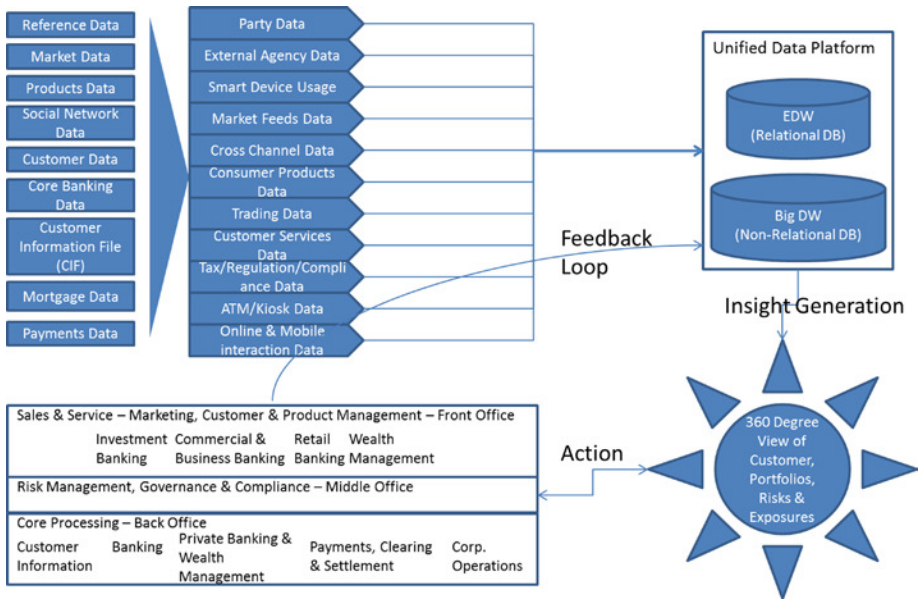 Reference Data
Market Data
Products Data
Social Network
Data
Customer Data
Core Banking
Data
Customer
Information File
(CIF)
Mortgage Data
Payments Data
Party Data
External Agency Data
Smart Device Usage
Market Feeds Data
Cross Channel Data
Consumer Products
Data
Trading Data
Customer Services
Data
Tax/Regulation/Compli
ance Data
ATM/Kiosk Data
Online & Mobile
interaction Data
Unified Data Platform
EDW
(Relational DB)
Big DW
(Non-Relational DB)
Feedback
Loop
Insight Generation
360 Degree
View of
Customer,
Portfolios,
Risks &
Exposures
Action
Sales & Service – Marketing, Customer & Product Management – Front Office
Investment
Banking
Commercial &
Business Banking
Retail
Banking
Wealth
Management
Risk Management, Governance & Compliance – Middle Office
Core Processing – Back Office
Customer
Information
Banking
Private Banking &
Wealth
Management
Payments, Clearing
& Settlement
Corp.
Operations